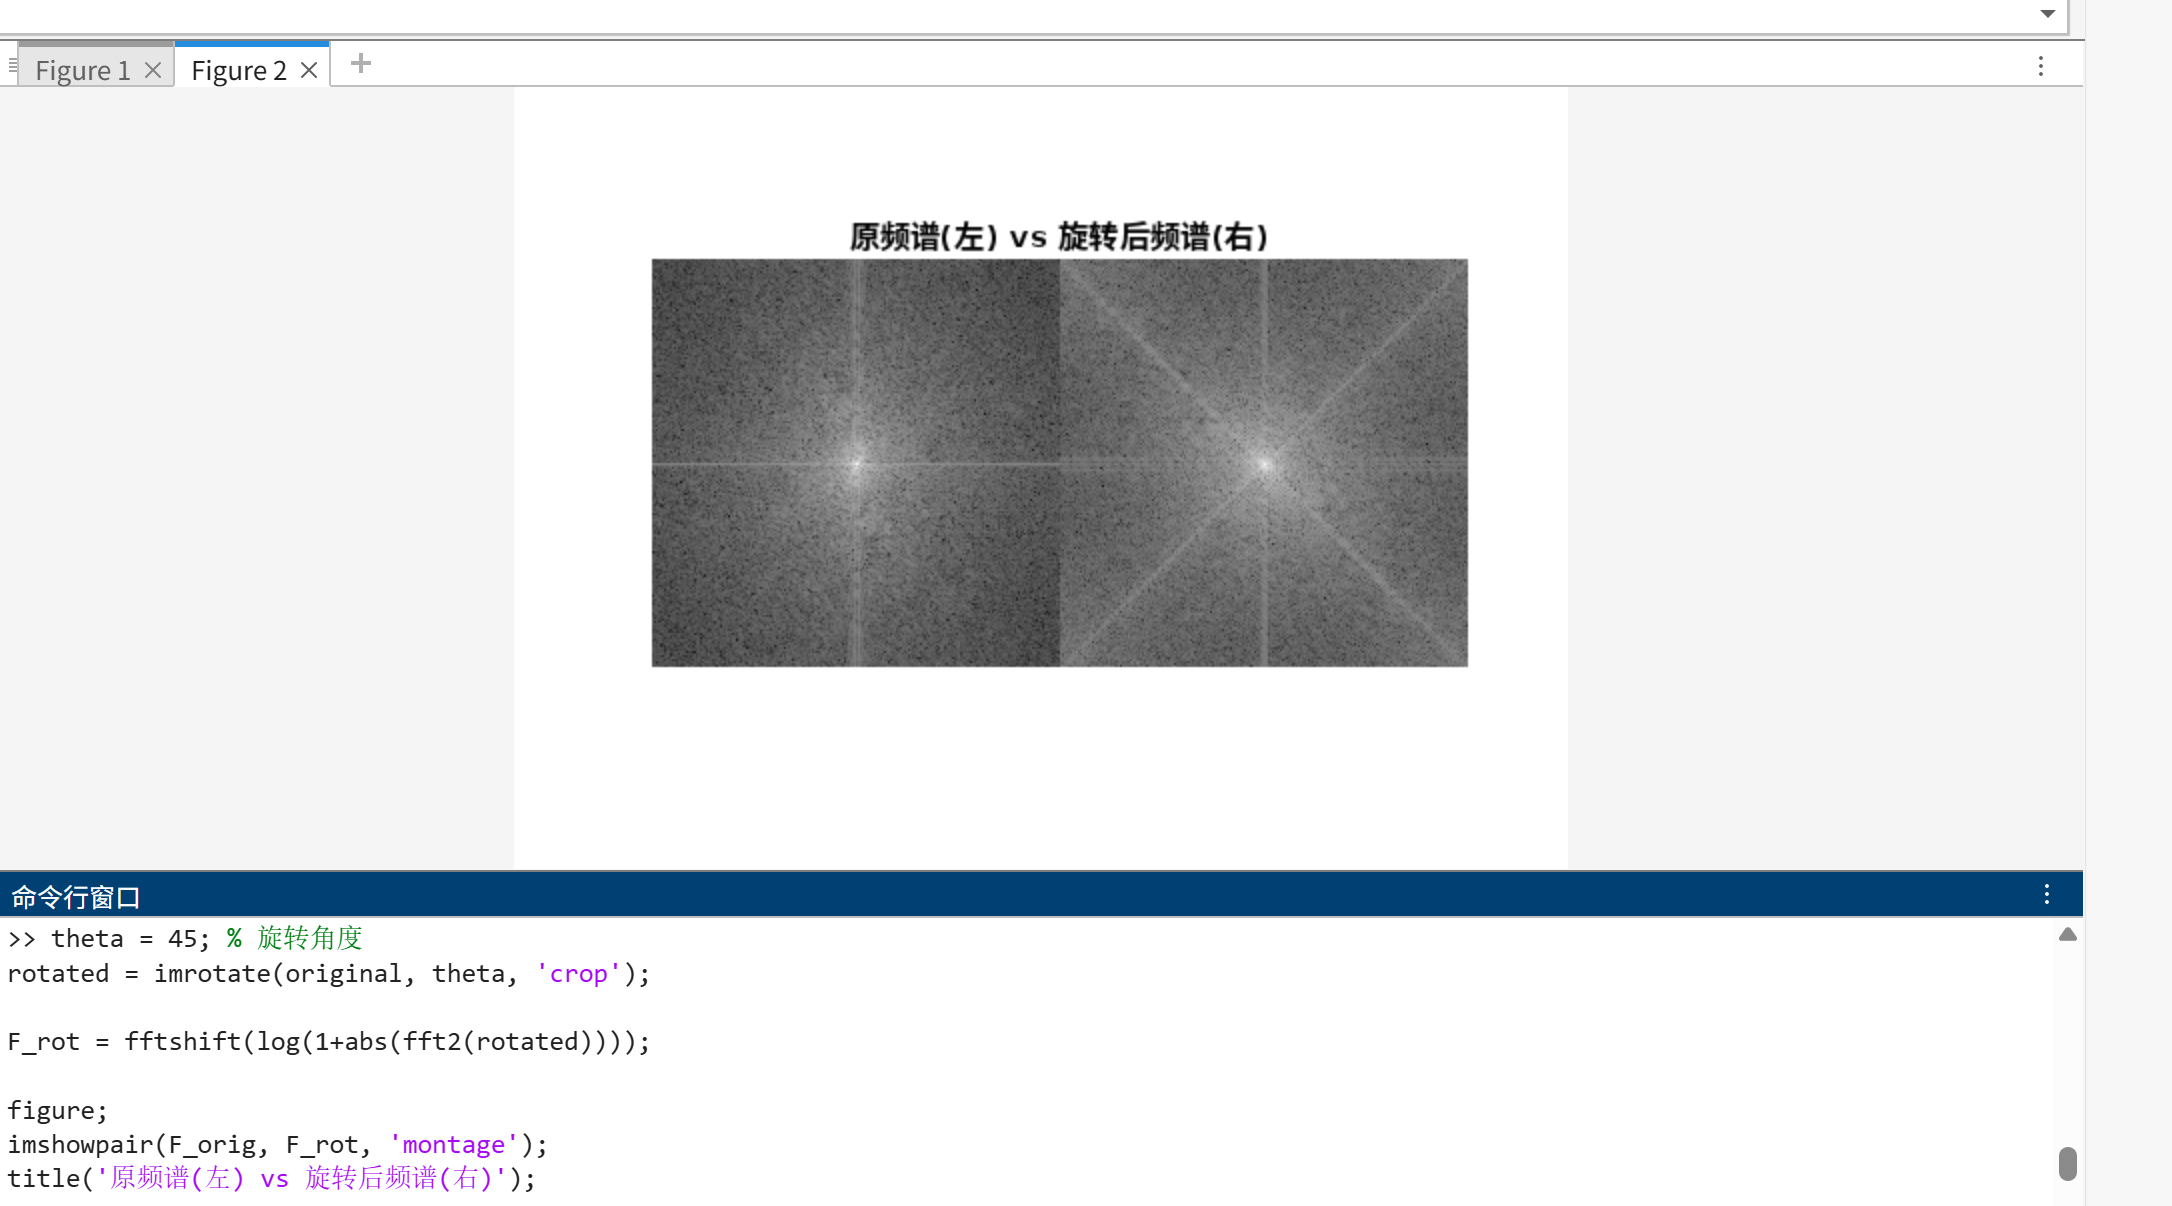 Figure 1
Figure 2
原频谱(左) vs 旋转后频谱(右)
命令行窗口
>> theta = 45; % 旋转角度
rotated = imrotate(original, theta, 'crop');
F_rot = fftshift(log(1+abs(fft2(rotated))));
figure;
imshowpair(F_orig, F_rot, 'montage');
title('原频谱(左) vs 旋转后频谱(右)');